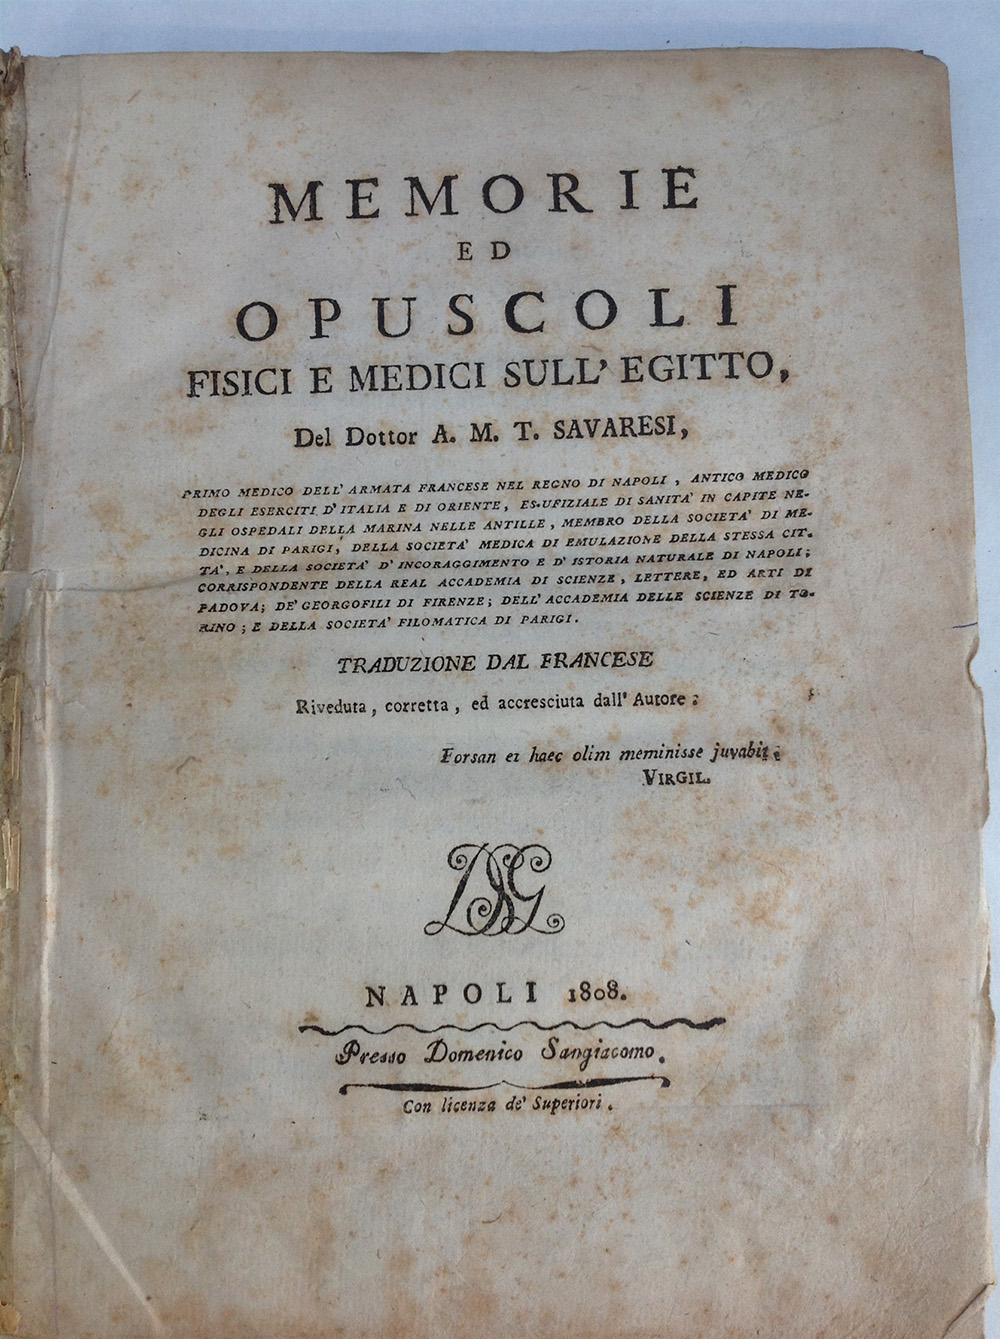 MEMORIE
ED
OPUSCOLI
FISICI E MEDICI SULL' EGITTO,
Del Dottor A. M. T. SAVARESI,
PRIMO MEDICO DELL' ARMATA FRANCESE NEL REGNO DI NAPOLI, ANTICO MEDICO
DEGLI ESERCITI D'ITALIA E DI ORIENTE, ES-UFIZIALE DI SANITA' IN CAPITE NE-
GLI OSPEDALI DELLA MARINA NELLE ANTILLE, MEMBRO DELLA SOCIETA' DI ME-
DICINA DI PARIGI, DELLA SOCIETA' MEDICA DI EMULAZIONE DELLA STESSA CIT-
TA', E DELLA SOCIETA' D' INCORAGGIMENTO E D' ISTORIA NATURALE DI NAPOLI;
CORRISPONDENTE DELLA REAL ACCADEMIA DI SCIENZE, LETTERE, ED ARTI DI
PADOVA; DE' GEORGOFILI DI FIRENZE; DELL' ACCADEMIA DELLE SCIENZE DI TO-
RINO; E DELLA SOCIETA' FILOMATICA DI PARIGI.
TRADUZIONE DAL FRANCESE
Riveduta, corretta, ed accresciuta dall' Autore.
Forsan et haec olim meminisse juvabit.
VIRGIL.
DSG
NAPOLI 1808.
Presso Domenico Sangiacomo.
Con licenza de' Superiori.